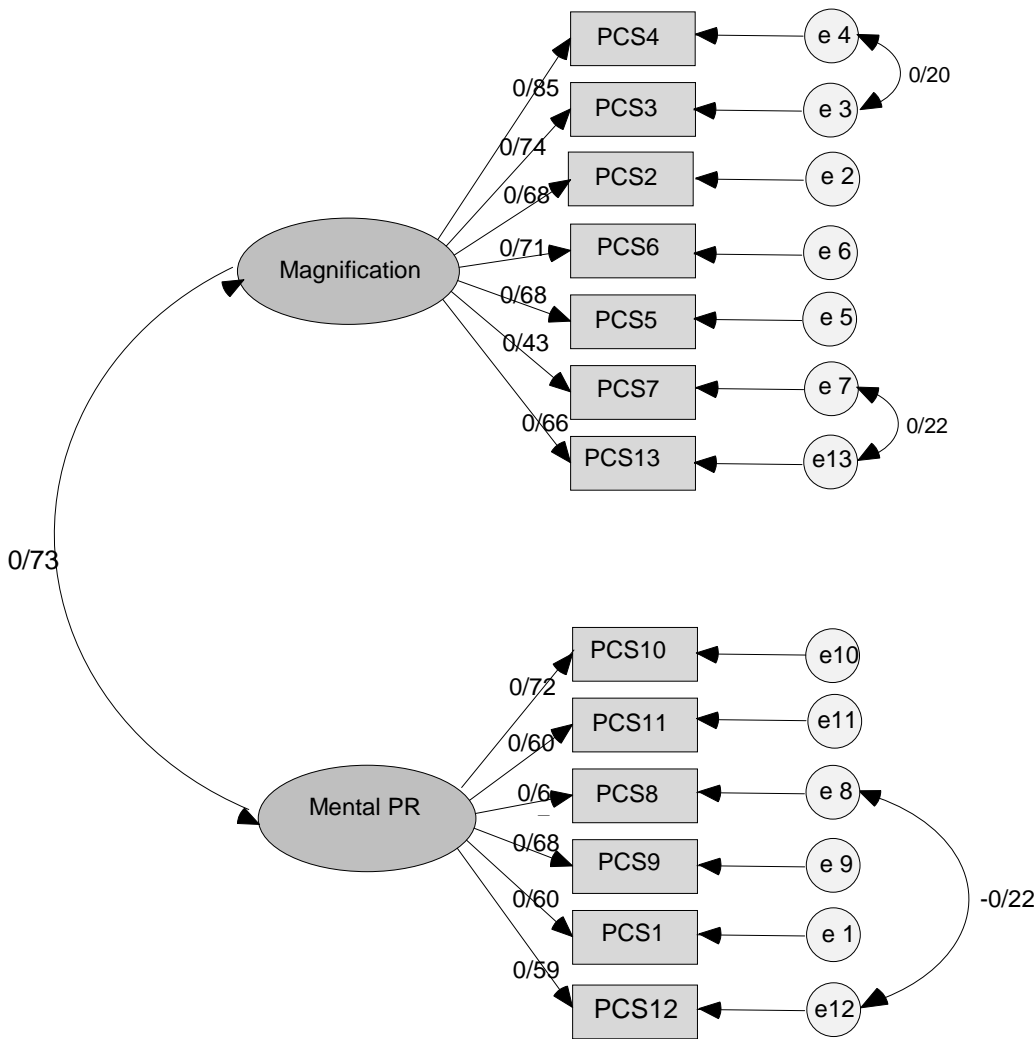 PCS4
e 4
0/20
0/85
PCS3
e 3
0/74
PCS2
e 2
0/68
Magnification
0/71
PCS6
e 6
0/68
PCS5
e 5
0/43
PCS7
e 7
0/22
0/66
PCS13
e13
0/73
PCS10
e10
0/72
PCS11
e11
0/60
Mental PR
0/6_
PCS8
e 8
0/68
PCS9
e 9
-0/22
0/60
PCS1
e 1
0/59
PCS12
e12